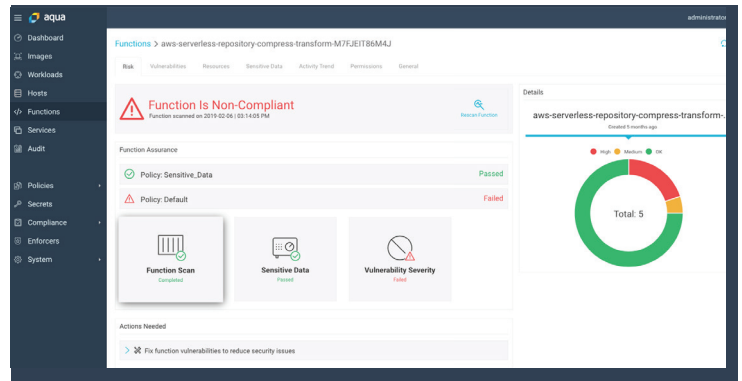 aqua
administrator
Dashboard
Images
Workloads
Hosts
Functions
Services
Audit
Policies
Secrets
Compliance
Enforcers
System
Functions > aws-serverless-repository-compress-transform-M7FJEIT86M4J
Risk Vulnerabilities Resources Sensitive Data Activity Trend Permissions General
Function Is Non-Compliant
Function scanned on 2019-02-06 | 03:14:05 PM
Rescan Function
Function Assurance
Policy: Sensitive_Data Passed
Policy: Default Failed
Function Scan
Completed
Sensitive Data
Passed
Vulnerability Severity
Failed
Actions Needed
Fix function vulnerabilities to reduce security issues
Details
aws-serverless-repository-compress-transform-.
Created 5 months ago
High Medium OK
Total: 5